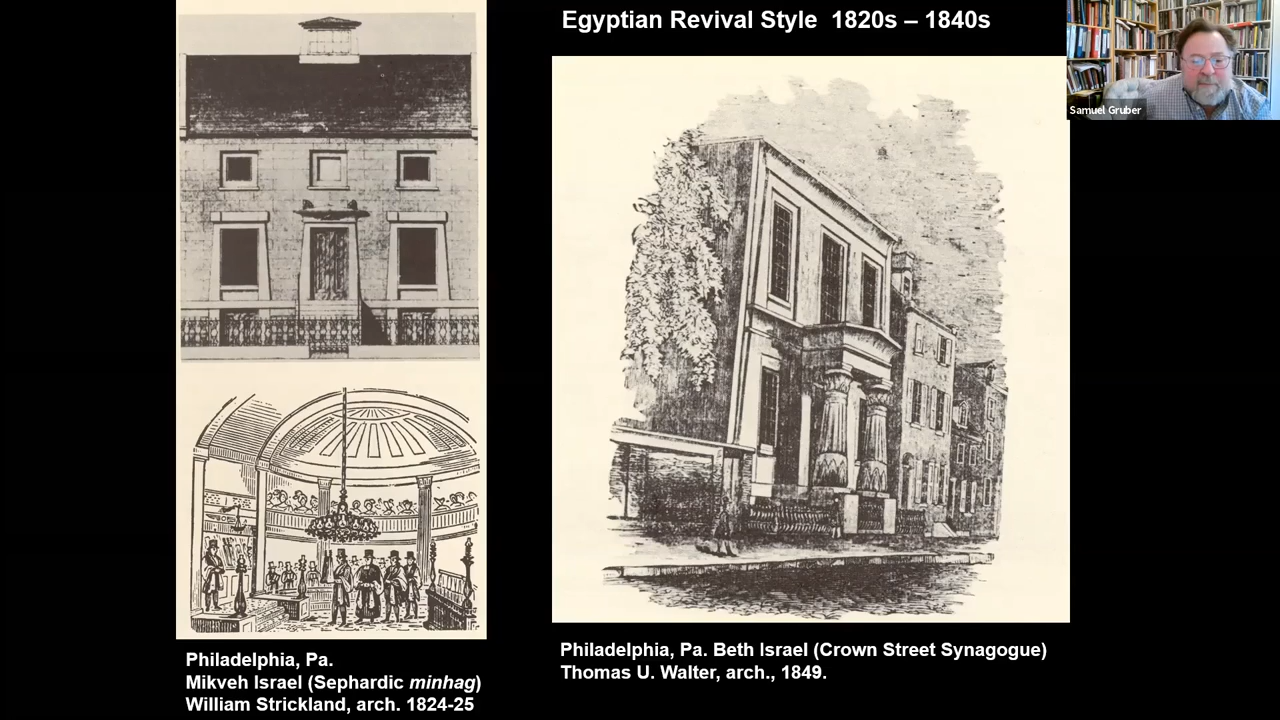 Egyptian Revival Style 1820s – 1840s
Samuel Gruber
Philadelphia, Pa.
Mikveh Israel (Sephardic minhag)
William Strickland, arch. 1824-25
Philadelphia, Pa. Beth Israel (Crown Street Synagogue)
Thomas U. Walter, arch., 1849.